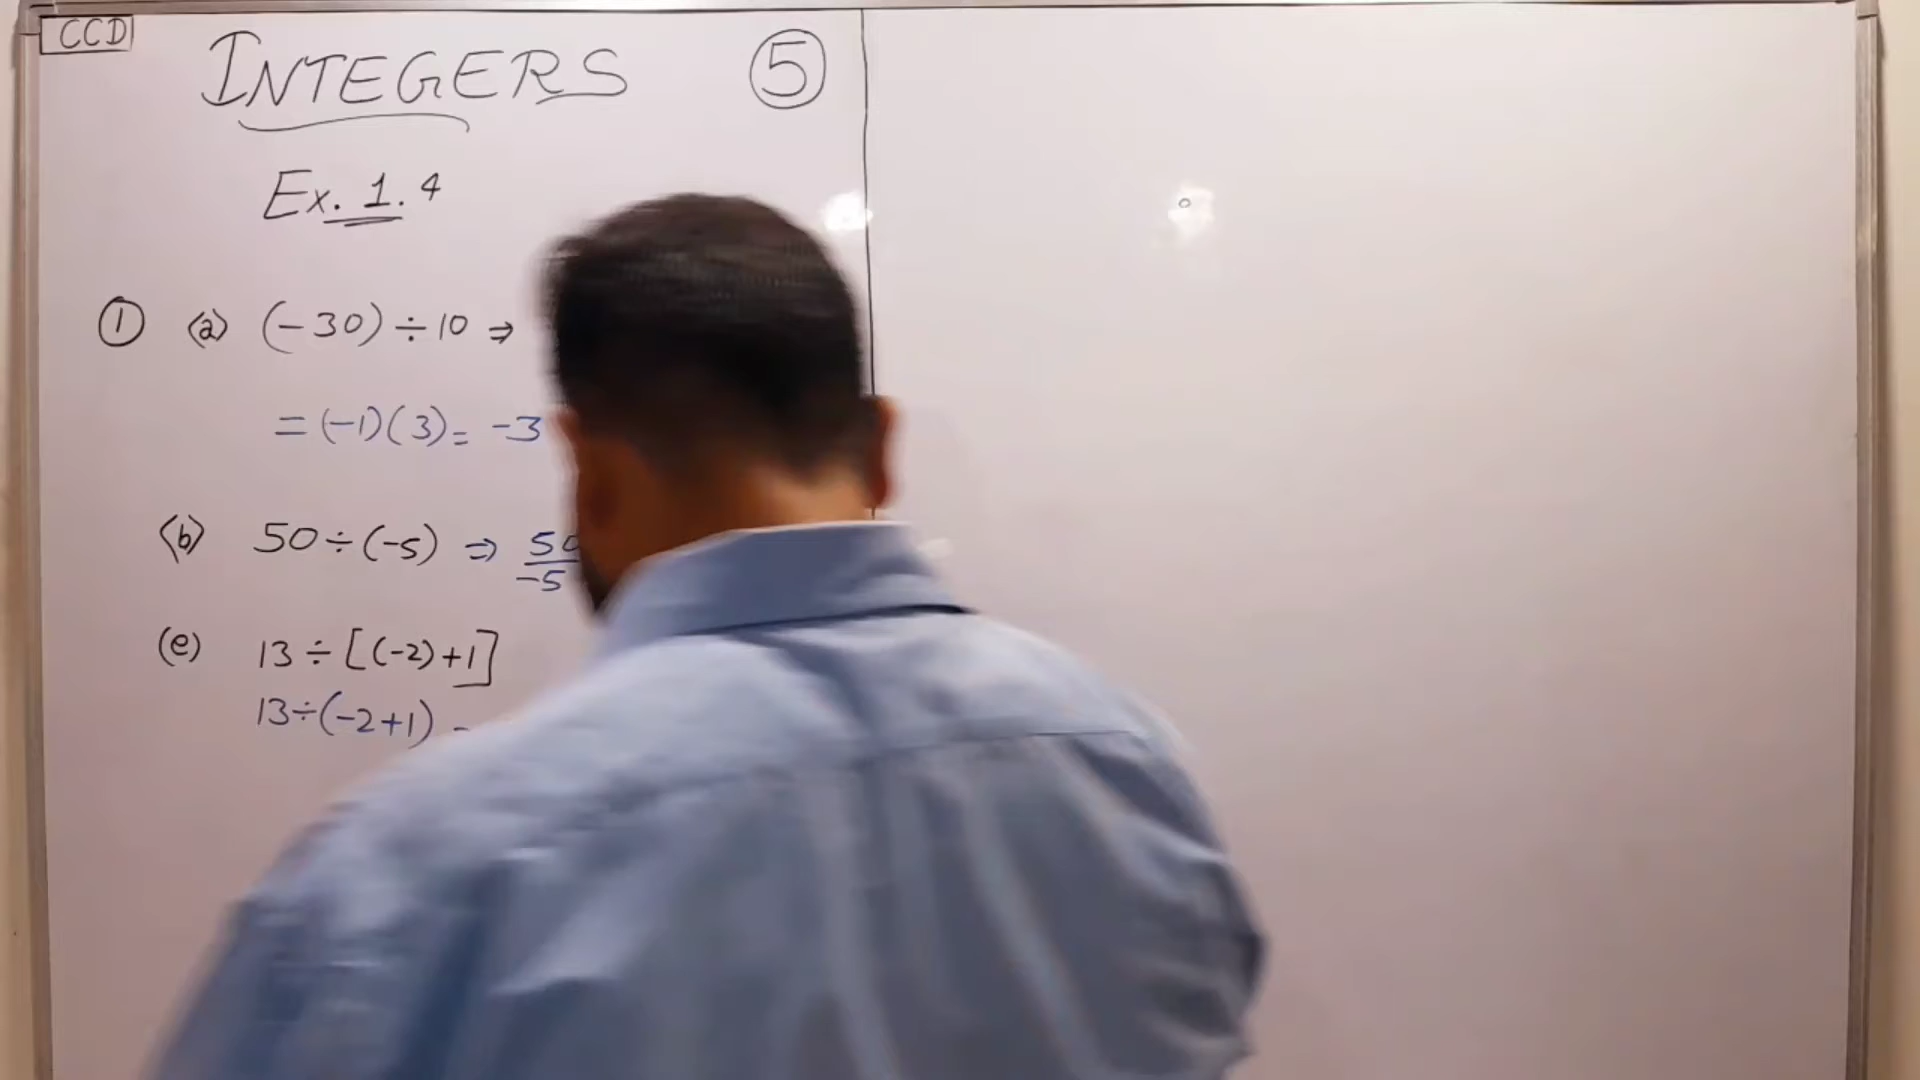 CCD
INTEGERS ⑤
Ex. 1.4
① (a) (-30) ÷ 10 ⇒
= (-1)(3) = -3
(b) 50 ÷ (-5) ⇒ 50/-5
(e) 13 ÷ [(-2)+1]
13 ÷ (-2+1)